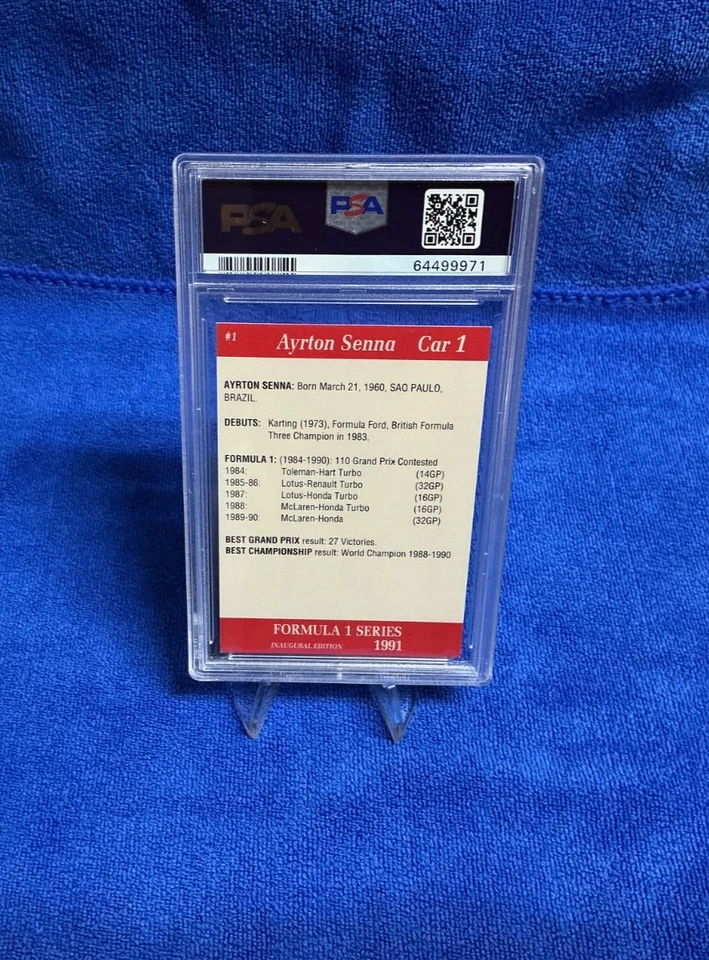 PSA
PSA
64499971
#1 Ayrton Senna Car 1
AYRTON SENNA: Born March 21, 1960, SAO PAULO,
BRAZIL.
DEBUTS: Karting (1973), Formula Ford, British Formula
Three Champion in 1983.
FORMULA 1: (1984-1990): 110 Grand Prix Contested
1984: Toleman-Hart Turbo (14GP)
1985-86: Lotus-Renault Turbo (32GP)
1987: Lotus-Honda Turbo (16GP)
1988: McLaren-Honda Turbo (16GP)
1989-90: McLaren-Honda (32GP)
BEST GRAND PRIX result: 27 Victories.
BEST CHAMPIONSHIP result: World Champion 1988-1990
FORMULA 1 SERIES
INAUGURAL EDITION 1991